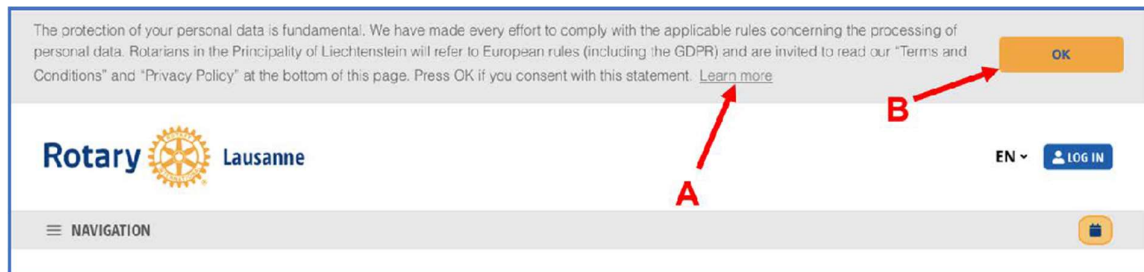 The protection of your personal data is fundamental. We have made every effort to comply with the applicable rules concerning the processing of
personal data. Rotarians in the Principality of Liechtenstein will refer to European rules (including the GDPR) and are invited to read our “Terms and
Conditions” and “Privacy Policy” at the bottom of this page. Press OK if you consent with this statement. Learn more
OK
B
A
Rotary Lausanne
EN LOG IN
NAVIGATION